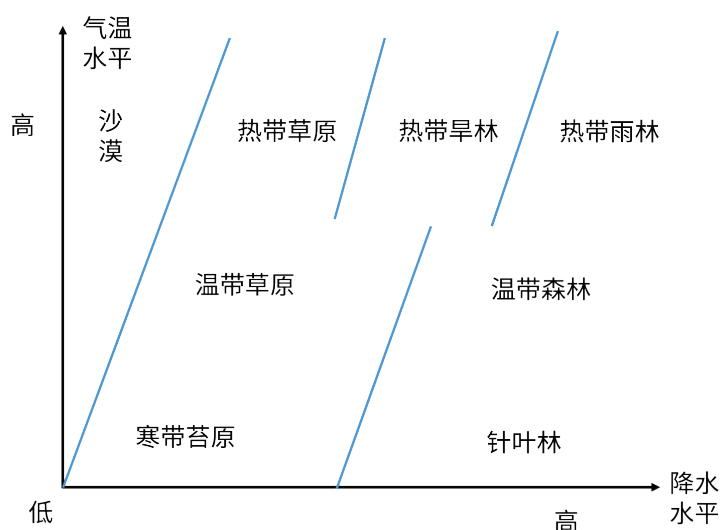 气温
水平
高
沙
漠
热带草原
热带旱林
热带雨林
温带草原
温带森林
寒带苔原
针叶林
低
高
降水
水平